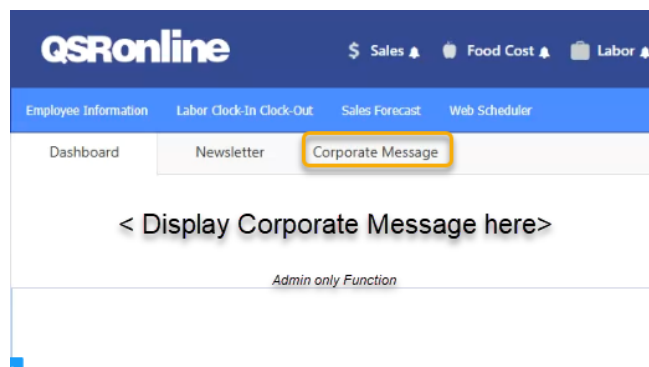 QSRonline $ Sales Food Cost Labor
Employee Information Labor Clock-In Clock-Out Sales Forecast Web Scheduler
Dashboard Newsletter Corporate Message
< Display Corporate Message here>
Admin only Function